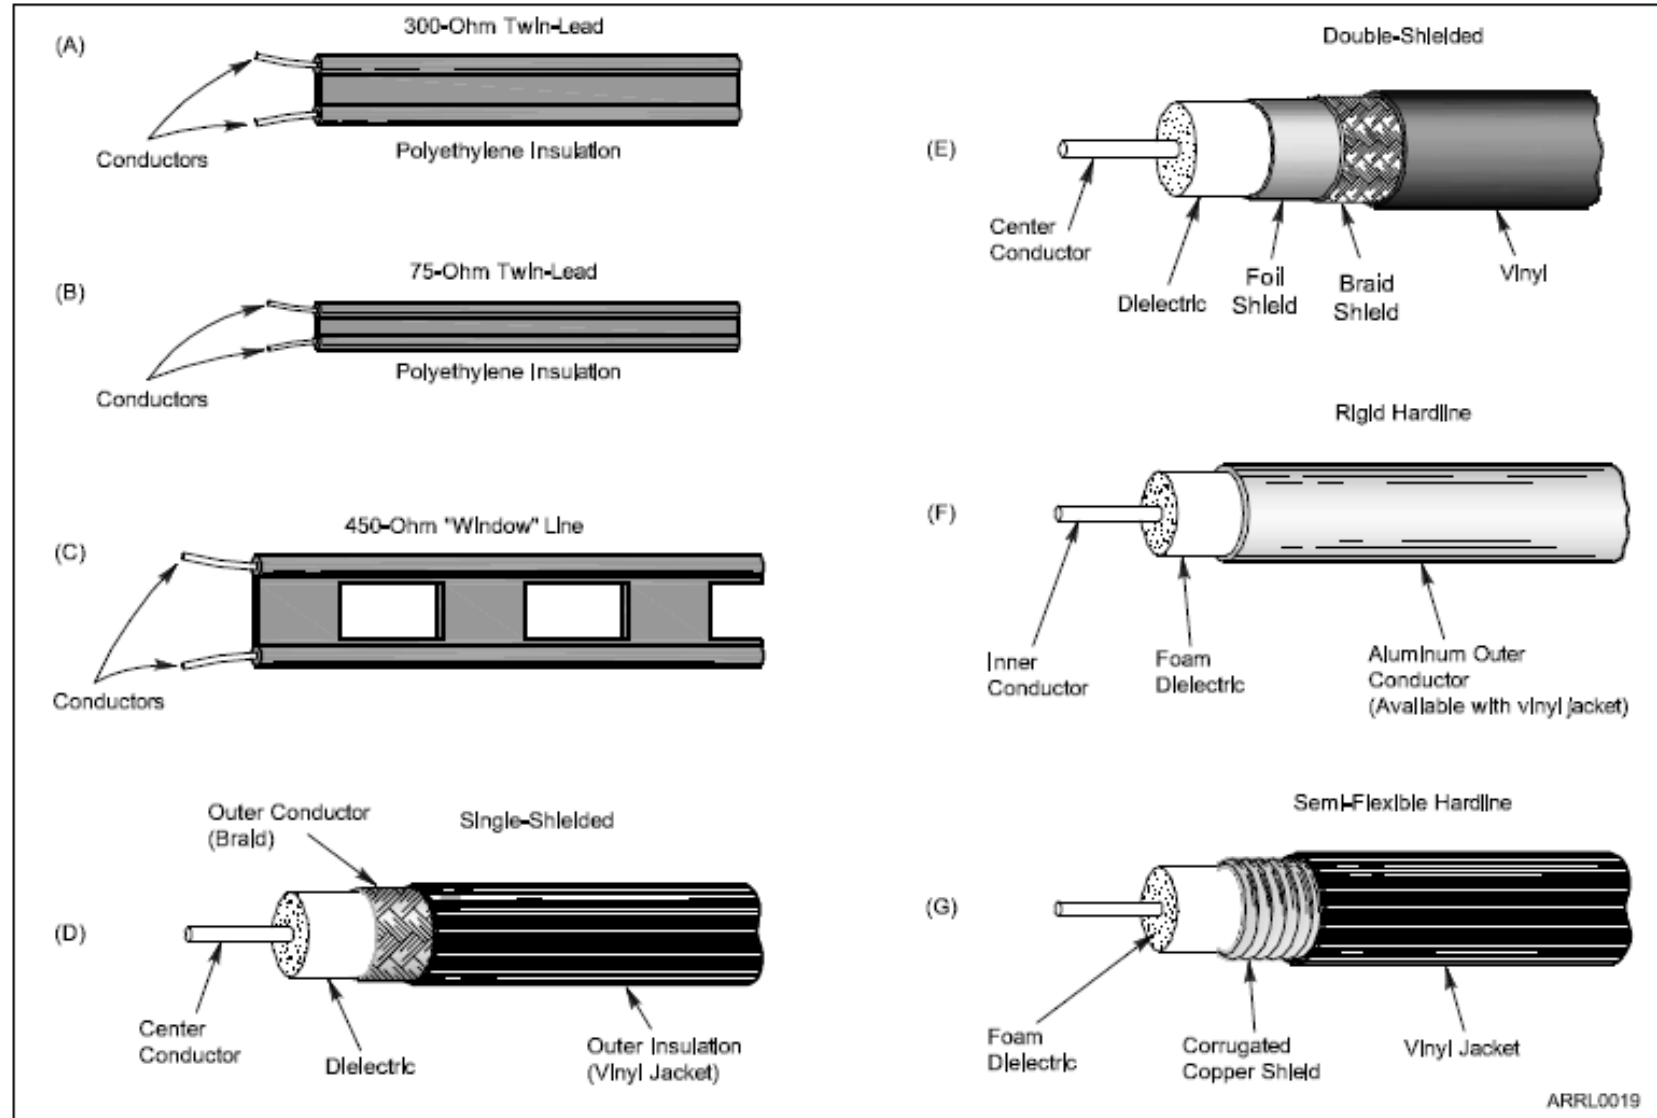 (A)
300-Ohm Twin-Lead
Conductors
Polyethylene Insulation
(B)
75-Ohm Twin-Lead
Conductors
Polyethylene Insulation
(C)
450-Ohm "Window" Line
Conductors
(D)
Single-Shielded
Outer Conductor
(Braid)
Center
Conductor
Dielectric
Outer Insulation
(Vinyl Jacket)
(E)
Double-Shielded
Center
Conductor
Dielectric
Foil
Shield
Braid
Shield
Vinyl
(F)
Rigid Hardline
Inner
Conductor
Foam
Dielectric
Aluminum Outer
Conductor
(Available with vinyl jacket)
(G)
Semi-Flexible Hardline
Foam
Dielectric
Corrugated
Copper Shield
Vinyl Jacket
ARRL0019